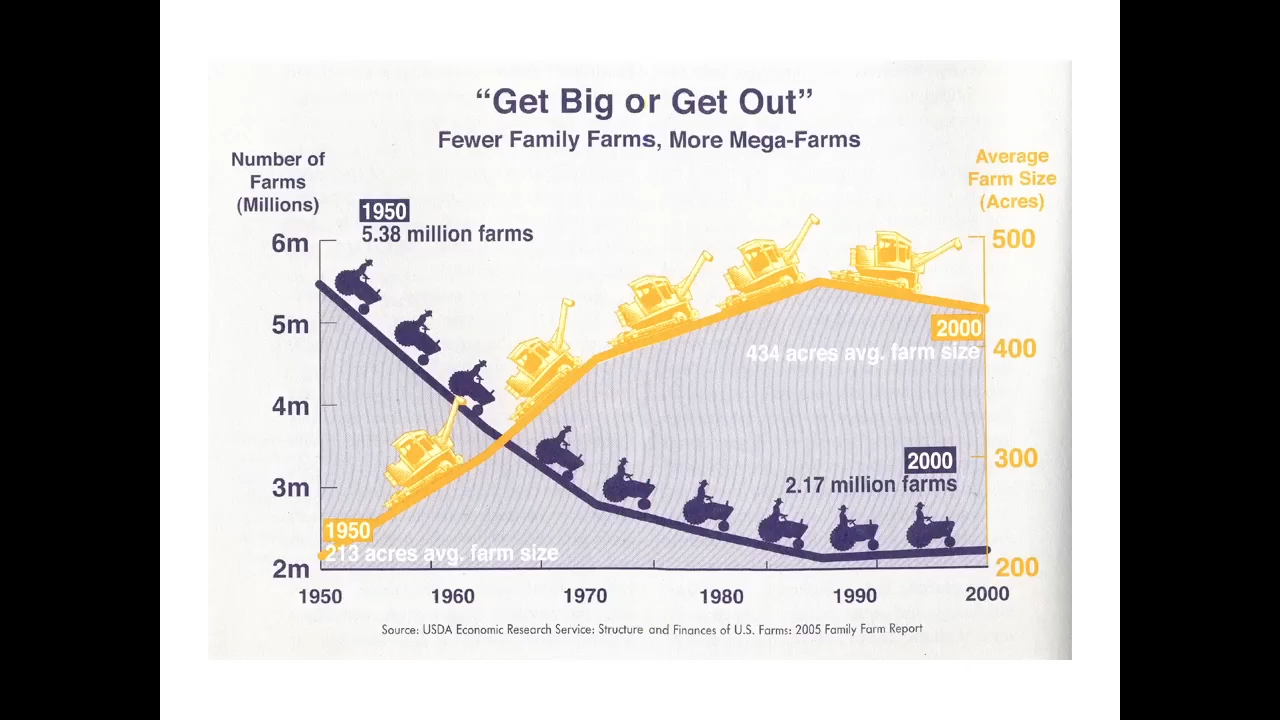 “Get Big or Get Out”
Fewer Family Farms, More Mega-Farms
Number of
Farms
(Millions)
Average
Farm Size
(Acres)
1950
5.38 million farms
6m
5m
4m
3m
2m
500
400
300
200
2000
434 acres avg. farm size
2000
2.17 million farms
1950
213 acres avg. farm size
1950 1960 1970 1980 1990 2000
Source: USDA Economic Research Service: Structure and Finances of U.S. Farms: 2005 Family Farm Report